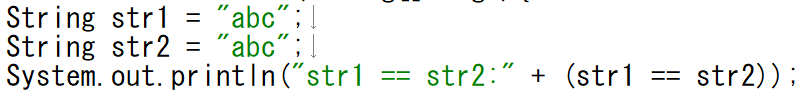 String str1 = "abc";↓
String str2 = "abc";↓
System.out.println("str1 == str2:" + (str1 == str2));